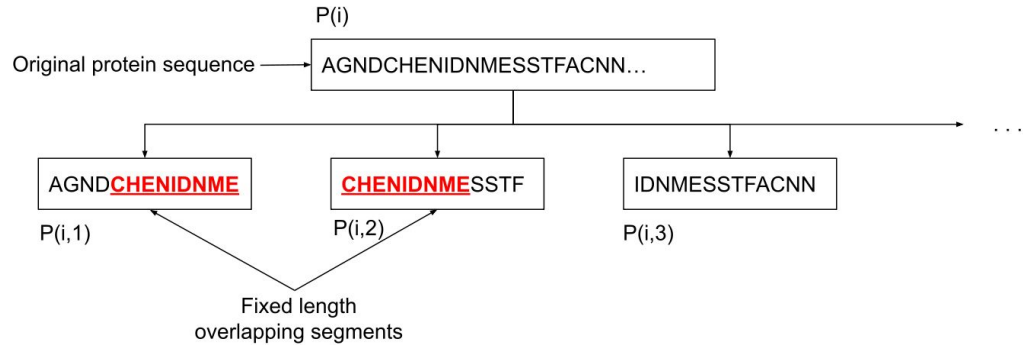 P(i)
Original protein sequence
AGNDCHENIDNMESSTFACNN...
. . .
AGNDCHENIDNME
CHENIDNMESSTF
IDNMESSTFACNN
P(i,1)
P(i,2)
P(i,3)
Fixed length
overlapping segments